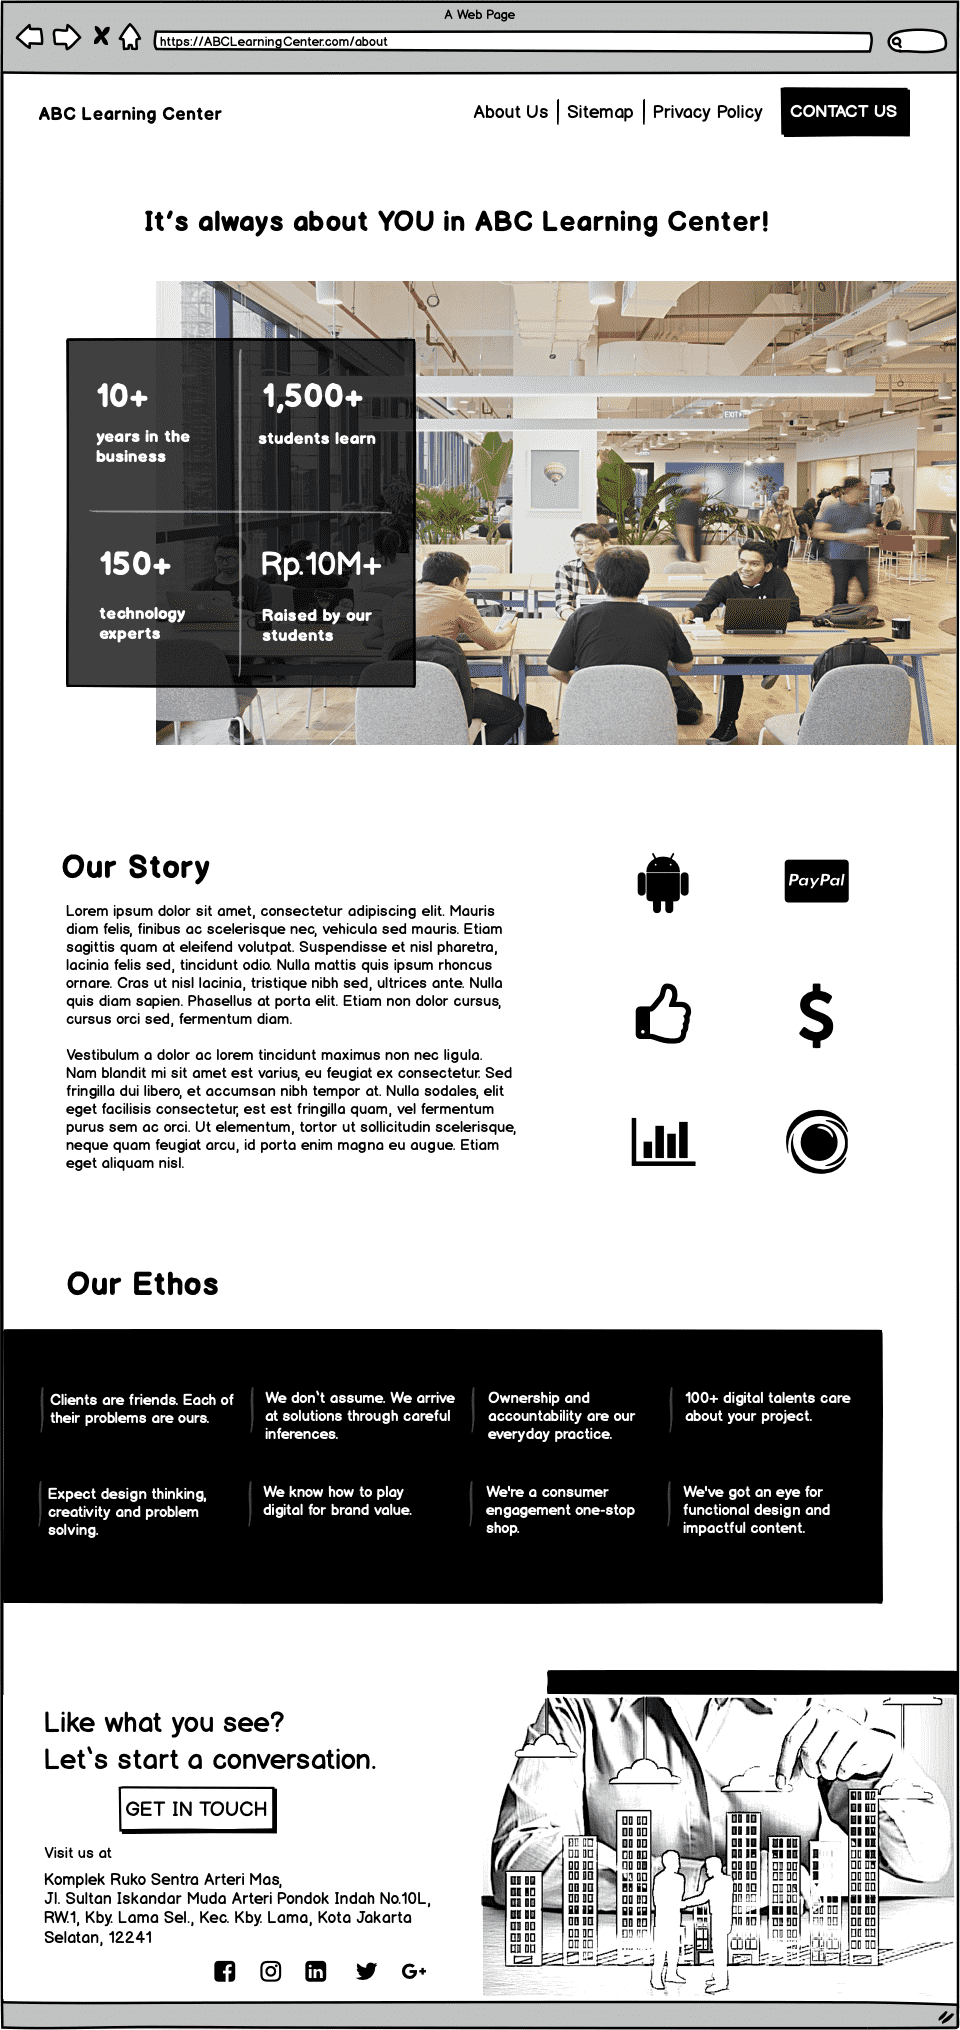 A Web Page
https://ABCLearningCenter.com/about
ABC Learning Center
About Us
Sitemap
Privacy Policy
CONTACT US
It's always about YOU in ABC Learning Center!
EXIT
10+
years in the
business
1,500+
students learn
150+
technology
experts
Rp.10M+
Raised by our
students
Our Story
Lorem ipsum dolor sit amet, consectetur adipiscing elit. Mauris
diam felis, finibus ac scelerisque nec, vehicula sed mauris. Etiam
sagittis quam at eleifend volutpat. Suspendisse et nisl pharetra,
lacinia felis sed, tincidunt odio. Nulla mattis quis ipsum rhoncus
ornare. Cras ut nisl lacinia, tristique nibh sed, ultrices ante. Nulla
quis diam sapien. Phasellus at porta elit. Etiam non dolor cursus,
cursus orci sed, fermentum diam.
Vestibulum a dolor ac lorem tincidunt maximus non nec ligula.
Nam blandit mi sit amet est varius, eu feugiat ex consectetur. Sed
fringilla dui libero, et accumsan nibh tempor at. Nulla sodales, elit
eget facilisis consectetur, est est fringilla quam, vel fermentum
purus sem ac orci. Ut elementum, tortor ut sollicitudin scelerisque,
neque quam feugiat arcu, id porta enim magna eu augue. Etiam
eget aliquam nisl.
PayPal
$
Our Ethos
Clients are friends. Each of
their problems are ours.
We don`t assume. We arrive
at solutions through careful
inferences.
Ownership and
accountability are our
everyday practice.
100+ digital talents care
about your project.
Expect design thinking,
creativity and problem
solving.
We know how to play
digital for brand value.
We're a consumer
engagement one-stop
shop.
We've got an eye for
functional design and
impactful content.
Like what you see?
Let`s start a conversation.
GET IN TOUCH
Visit us at
Komplek Ruko Sentra Arteri Mas,
Jl. Sultan Iskandar Muda Arteri Pondok Indah No.10L,
RW.1, Kby. Lama Sel., Kec. Kby. Lama, Kota Jakarta
Selatan, 12241
f
in
G+